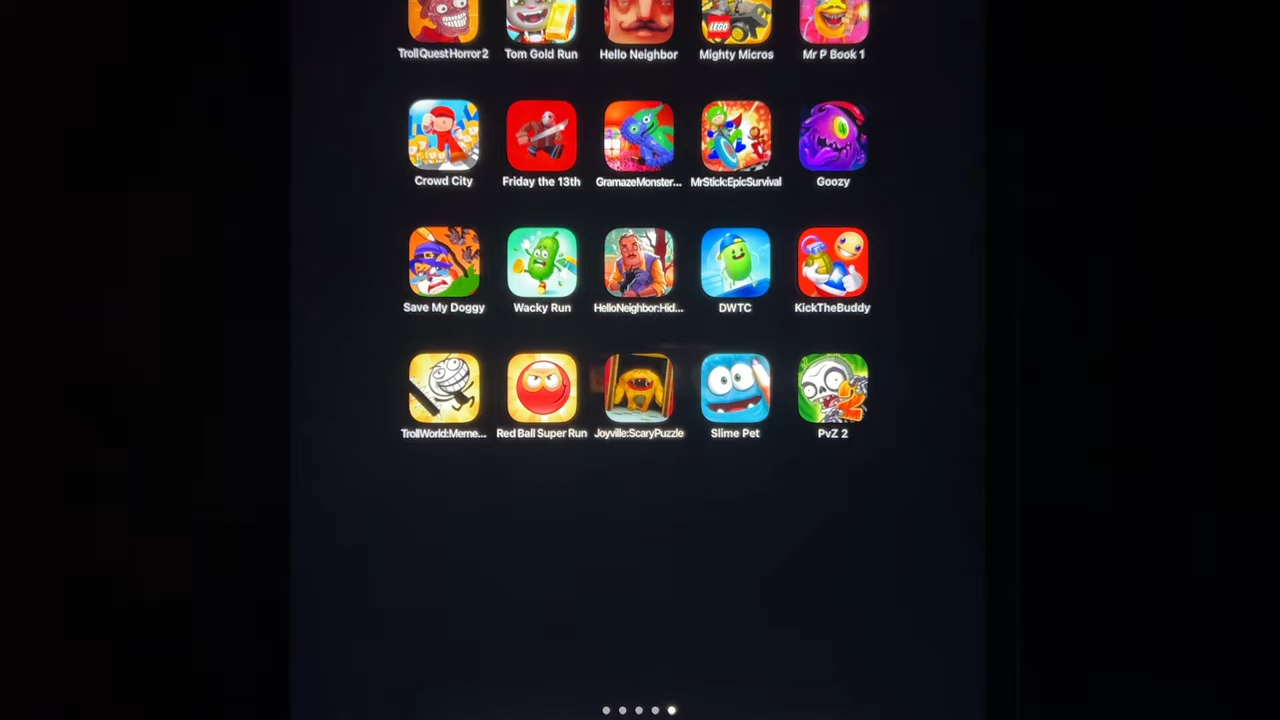 TrollQuestHorror2
Tom Gold Run
Hello Neighbor
LEGO
Mighty Micros
Mr P Book 1
Crowd City
Friday the 13th
GramazeMonster...
MrStick:EpicSurvival
Goozy
Save My Doggy
Wacky Run
HelloNeighbor:Hid...
DWTC
KickTheBuddy
TrollWorld:Meme...
Red Ball Super Run
Joyville:ScaryPuzzle
Slime Pet
2
PvZ 2